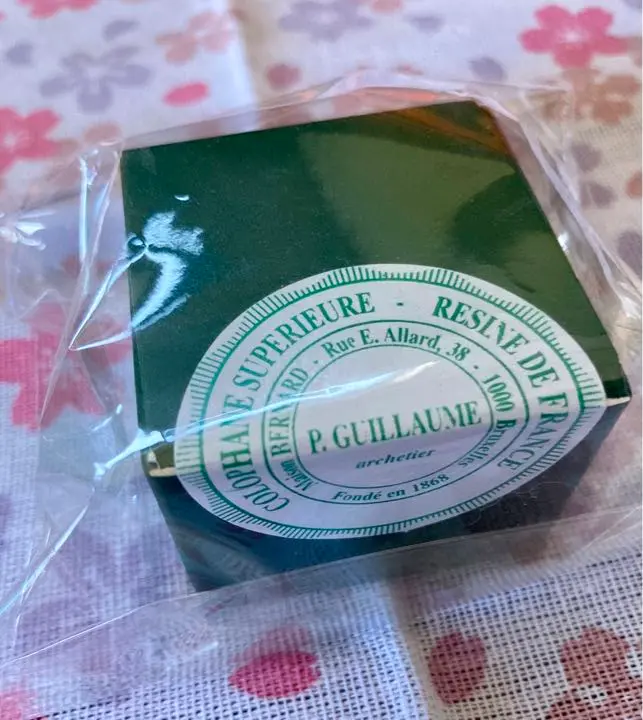 COLOPHANE SUPERIEURE - RESINE DE FRANCE
Maison BERNARD - Rue E. Allard, 38 - 1000 Bruxelles
P. GUILLAUME
archetier
Fondé en 1868